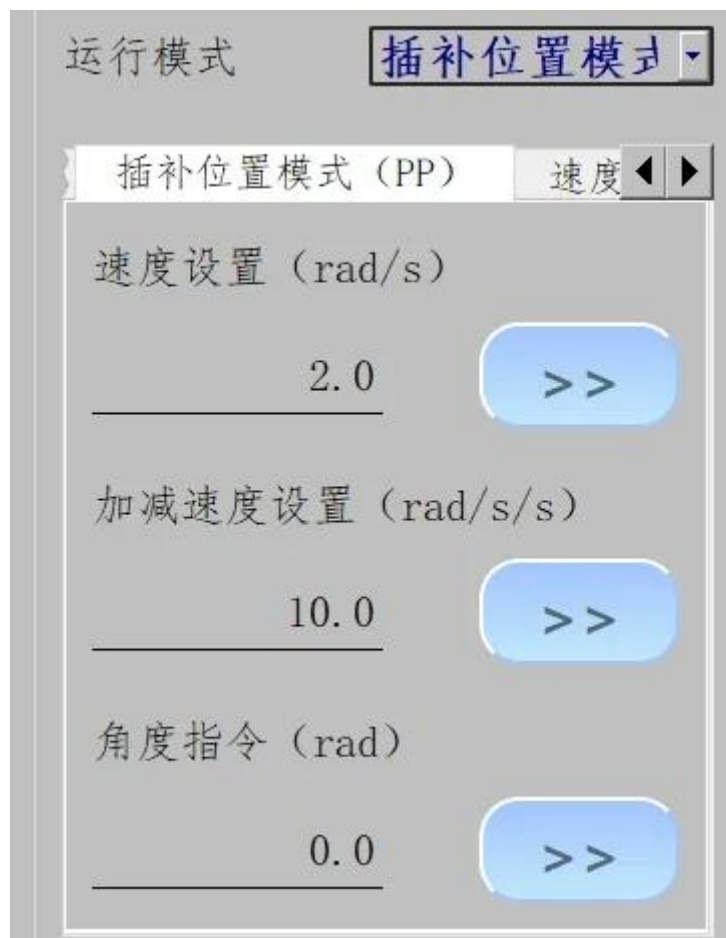 运行模式 插补位置模式
插补位置模式（PP） 速度
速度设置（rad/s）
2.0 >>
加减速度设置（rad/s/s）
10.0 >>
角度指令（rad）
0.0 >>